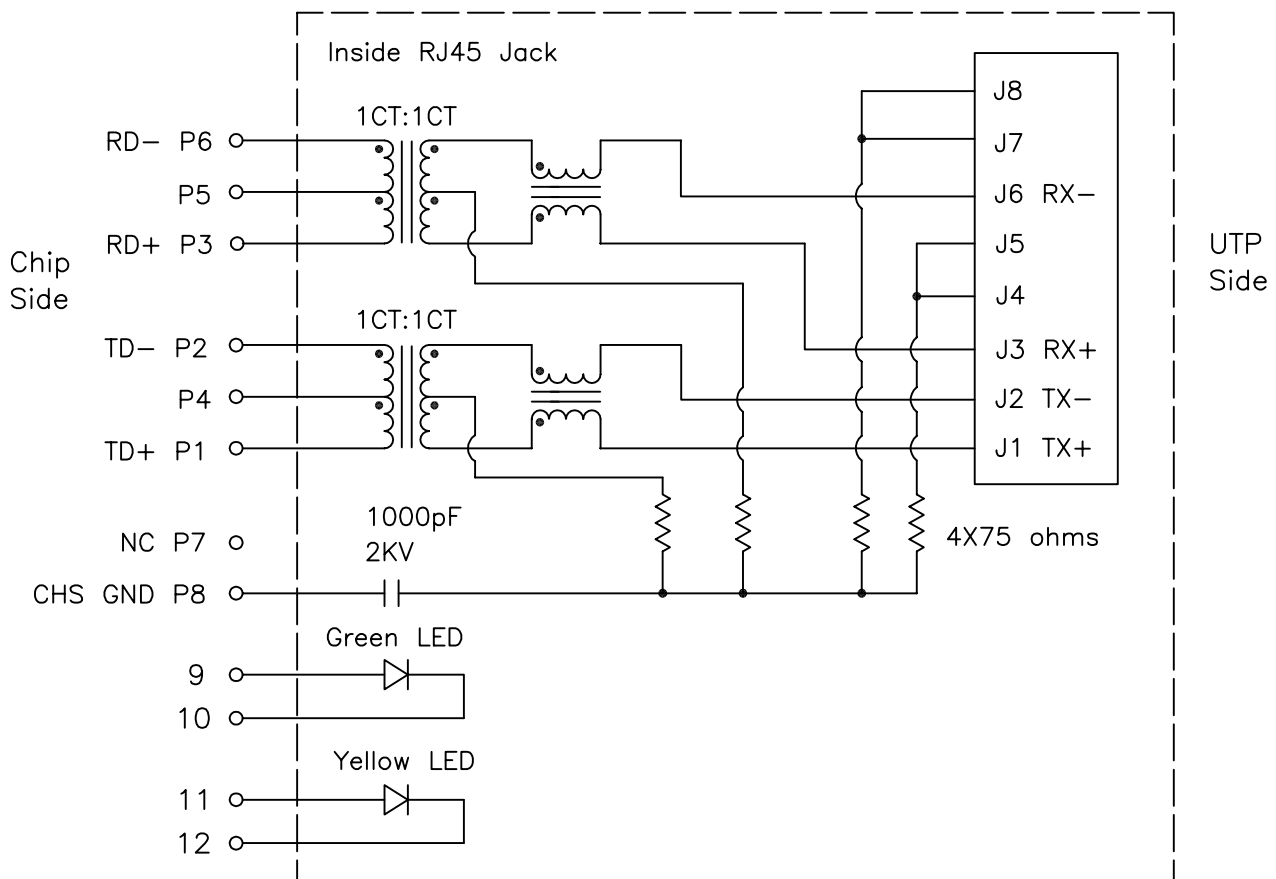 Inside RJ45 Jack
1CT:1CT
RD- P6
P5
RD+ P3
Chip
Side
1CT:1CT
TD- P2
P4
TD+ P1
NC P7
CHS GND P8
1000pF
2KV
4X75 ohms
J8
J7
J6 RX-
J5
J4
J3 RX+
J2 TX-
J1 TX+
UTP
Side
Green LED
9
10
Yellow LED
11
12